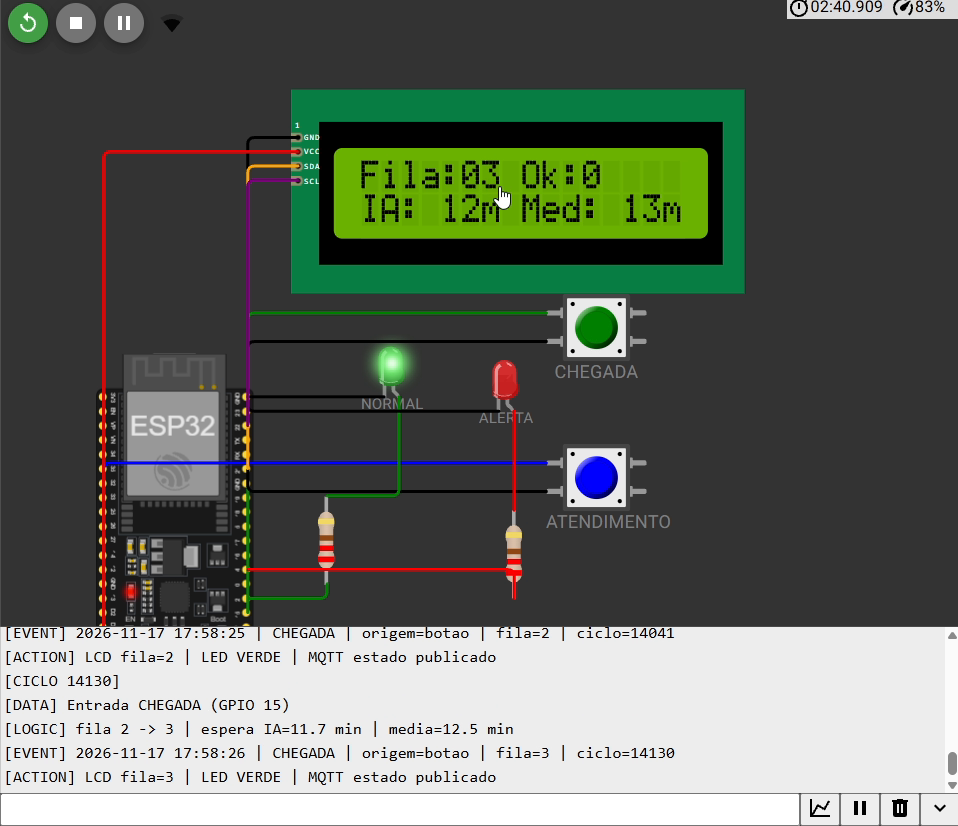 02:40.909 83%
1
GND
VCC
SDA
SCL
Fila:03 Ok:0
IA: 12m Med: 13m
CHEGADA
NORMAL
ALERTA
ESP32
ATENDIMENTO
EN
Boot
[EVENT] 2026-11-17 17:58:25 | CHEGADA | origem=botao | fila=2 | ciclo=14041
[ACTION] LCD fila=2 | LED VERDE | MQTT estado publicado
[CICLO 14130]
[DATA] Entrada CHEGADA (GPIO 15)
[LOGIC] fila 2 -> 3 | espera IA=11.7 min | media=12.5 min
[EVENT] 2026-11-17 17:58:26 | CHEGADA | origem=botao | fila=3 | ciclo=14130
[ACTION] LCD fila=3 | LED VERDE | MQTT estado publicado